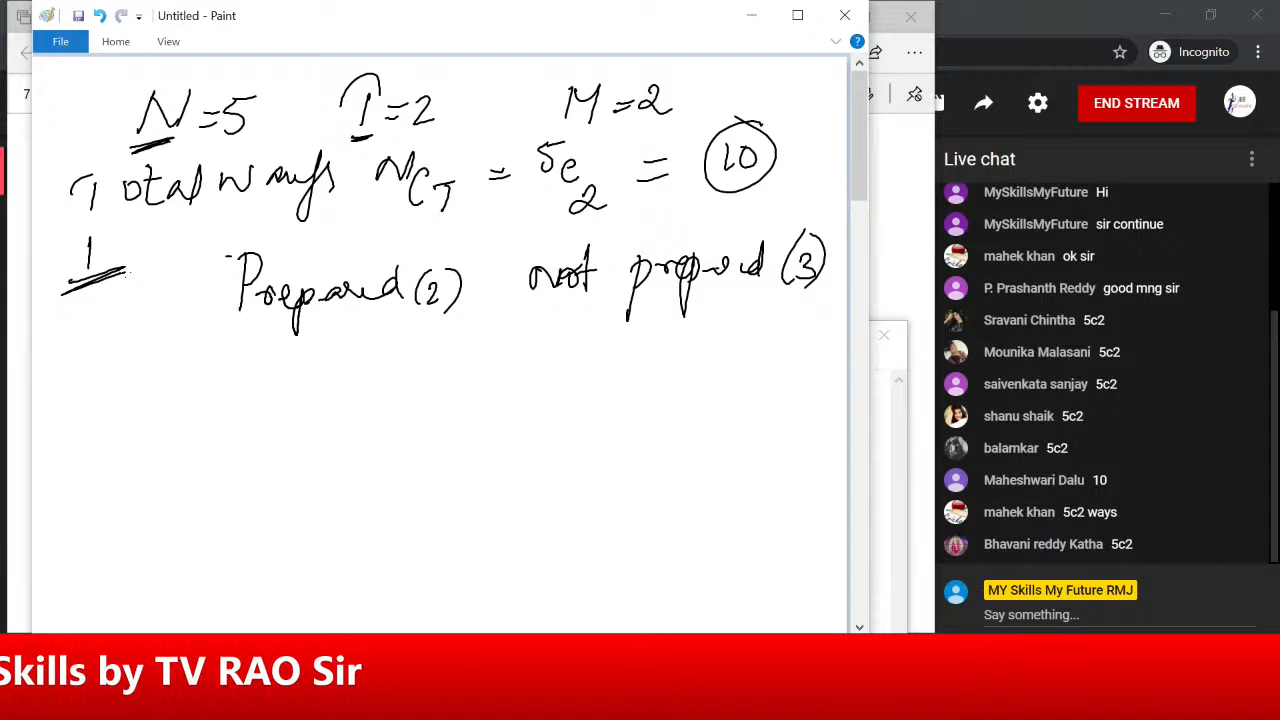 Untitled - Paint
File Home View
N = 5 T = 2 M = 2
Total ways NCT = 5c2 = 10
1 Prepared (2) not prepared (3)
7
Incognito
END STREAM
Live chat
MySkillsMyFuture Hi
MySkillsMyFuture sir continue
mahek khan ok sir
P. Prashanth Reddy good mng sir
Sravani Chintha 5c2
Mounika Malasani 5c2
saivenkata sanjay 5c2
shanu shaik 5c2
balamkar 5c2
Maheshwari Dalu 10
mahek khan 5c2 ways
Bhavani reddy Katha 5c2
MY Skills My Future RMJ
Say something...
Skills by TV RAO Sir